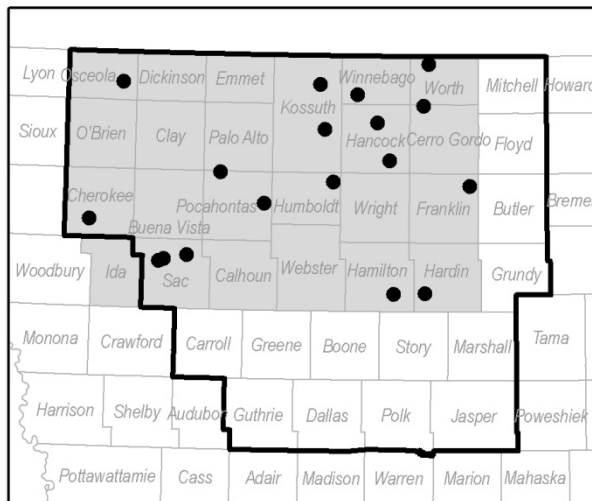 Lyon Osceola Dickinson Emmet Winnebago Worth Mitchell Howard
Kossuth
Sioux O'Brien Clay Palo Alto Hancock Cerro Gordo Floyd
Cherokee Pocahontas Humboldt Wright Franklin Butler Bremer
Buena Vista
Woodbury Ida Sac Calhoun Webster Hamilton Hardin Grundy
Monona Crawford Carroll Greene Boone Story Marshall Tama
Harrison Shelby Audubon Guthrie Dallas Polk Jasper Poweshiek
Pottawattamie Cass Adair Madison Warren Marion Mahaska